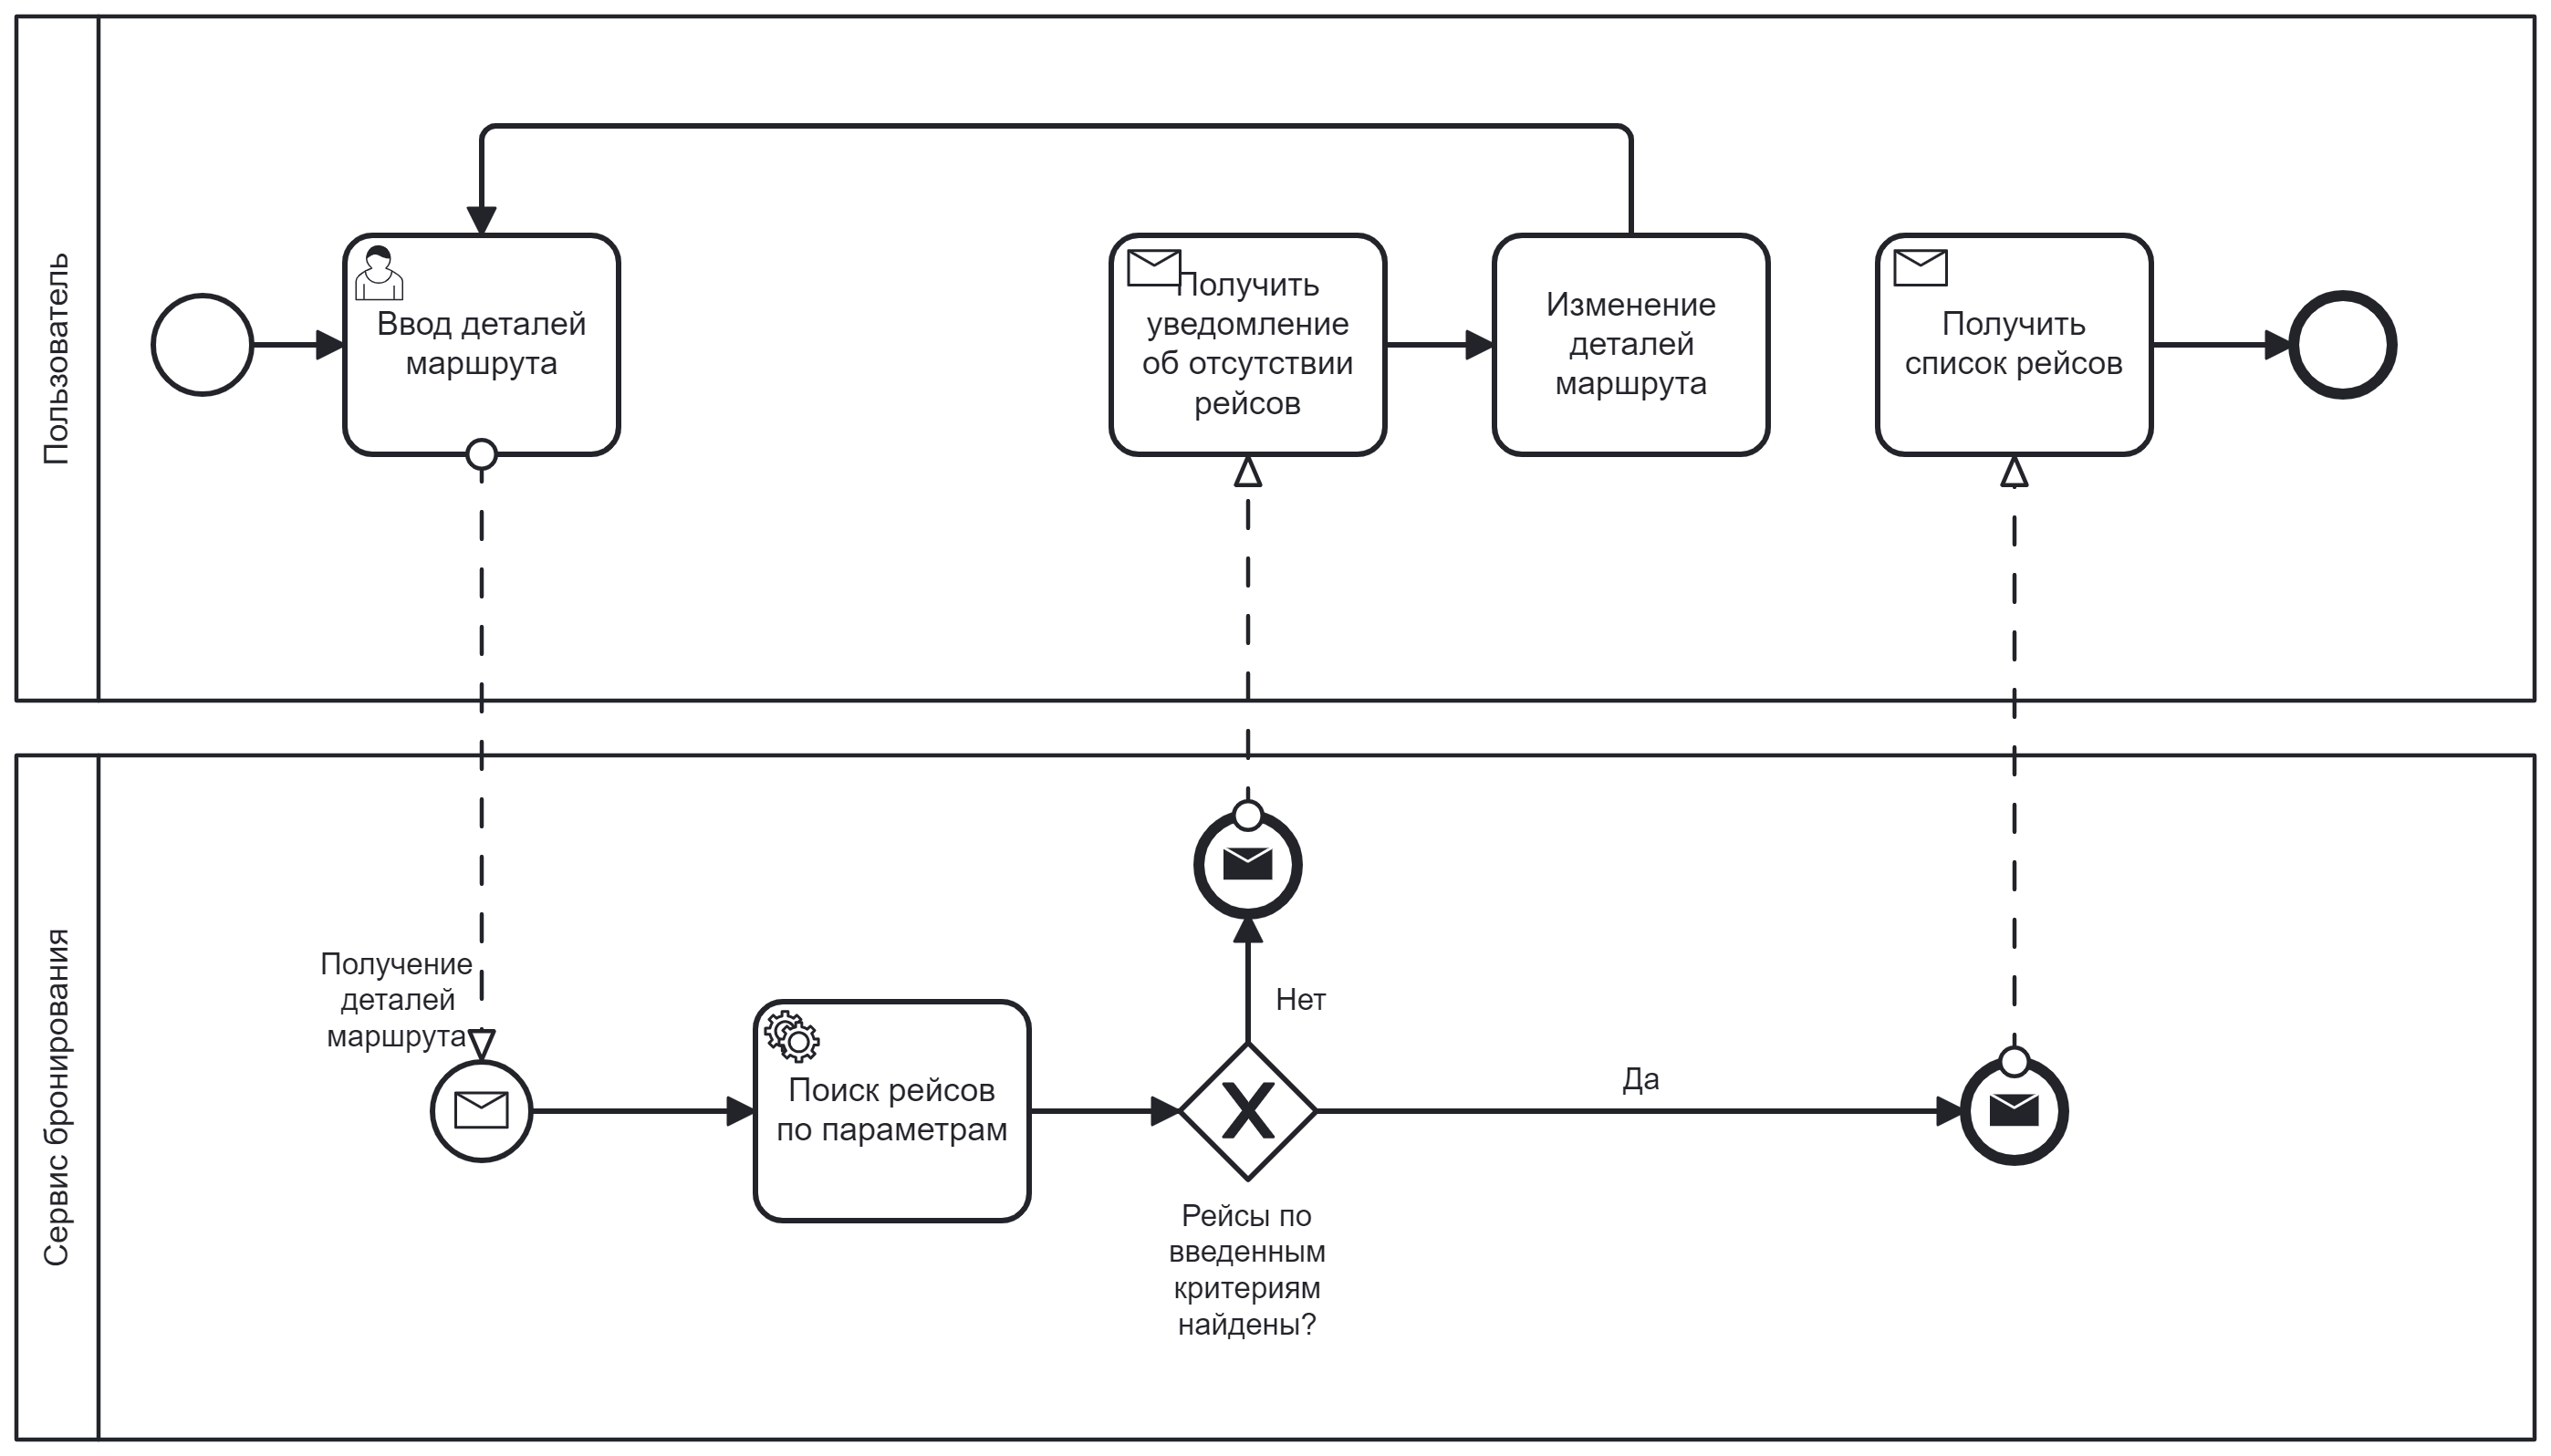 Пользователь
Ввод деталей
маршрута
Получить
уведомление
об отсутствии
рейсов
Изменение
деталей
маршрута
Получить
список рейсов
Сервис бронирования
Получение
деталей
маршрута
Поиск рейсов
по параметрам
Нет
Да
Рейсы по
введенным
критериям
найдены?